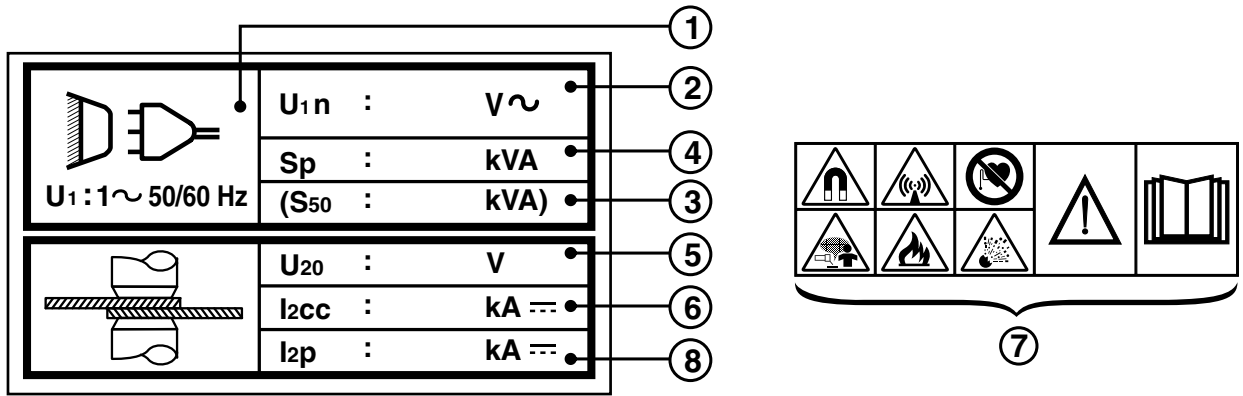 1
U1n : V~
2
Sp : kVA
4
U1 : 1~ 50/60 Hz
(S50 : kVA)
3
U20 : V
5
I2cc : kA ⎓
6
I2p : kA ⎓
8
7